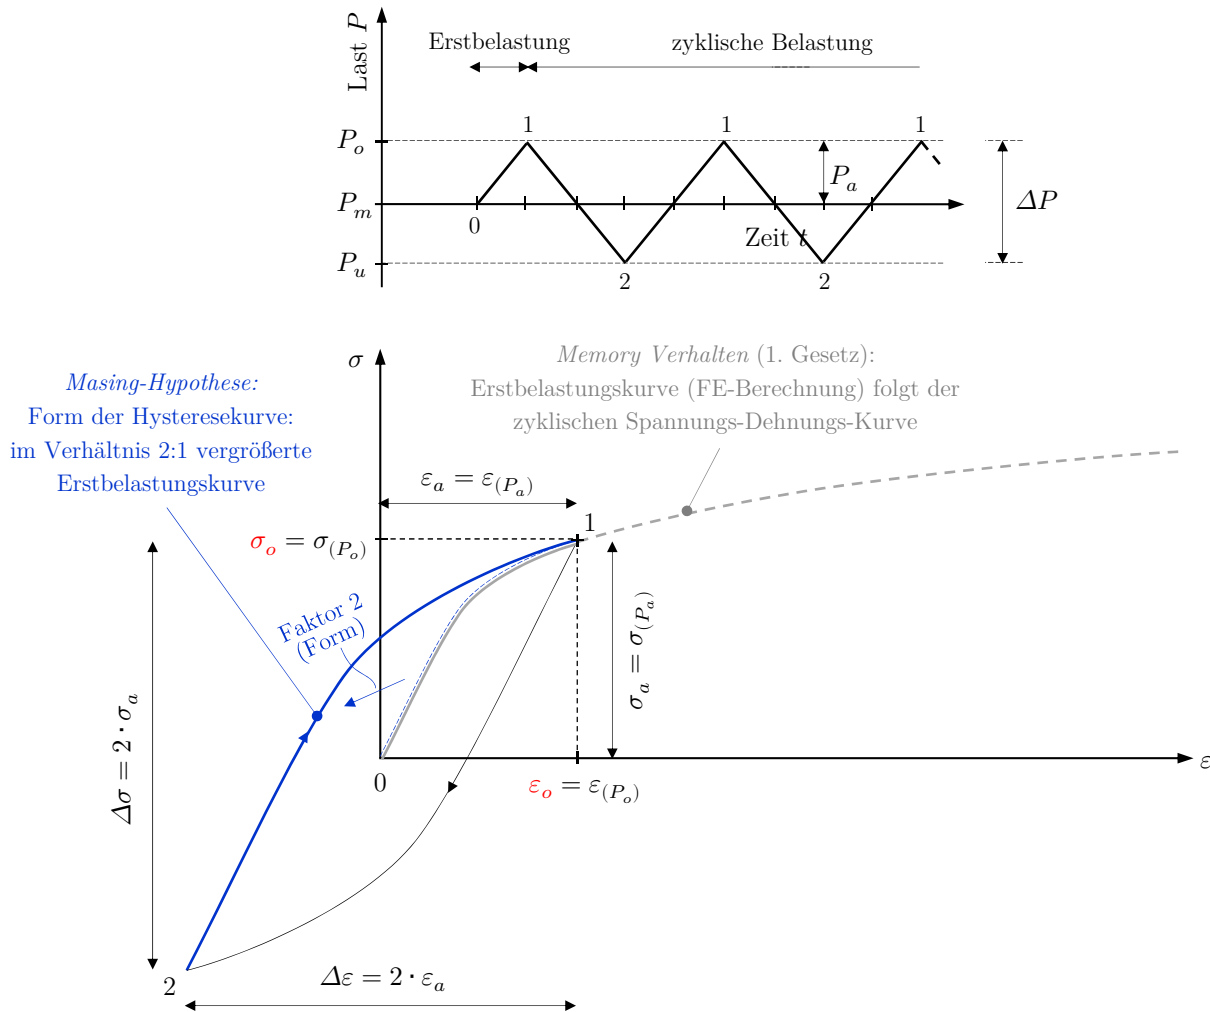 Last P
Erstbelastung
zyklische Belastung
1
1
1
P_o
P_a
P_m
ΔP
0
Zeit t
P_u
2
2
σ
Memory Verhalten (1. Gesetz):
Erstbelastungskurve (FE-Berechnung) folgt der
zyklischen Spannungs-Dehnungs-Kurve
Masing-Hypothese:
Form der Hysteresekurve:
im Verhältnis 2:1 vergrößerte
Erstbelastungskurve
ε_a = ε_(P_a)
1
σ_o = σ_(P_o)
Faktor 2
(Form)
σ_a = σ_(P_a)
Δσ = 2 · σ_a
0
ε_o = ε_(P_o)
ε
2
Δε = 2 · ε_a